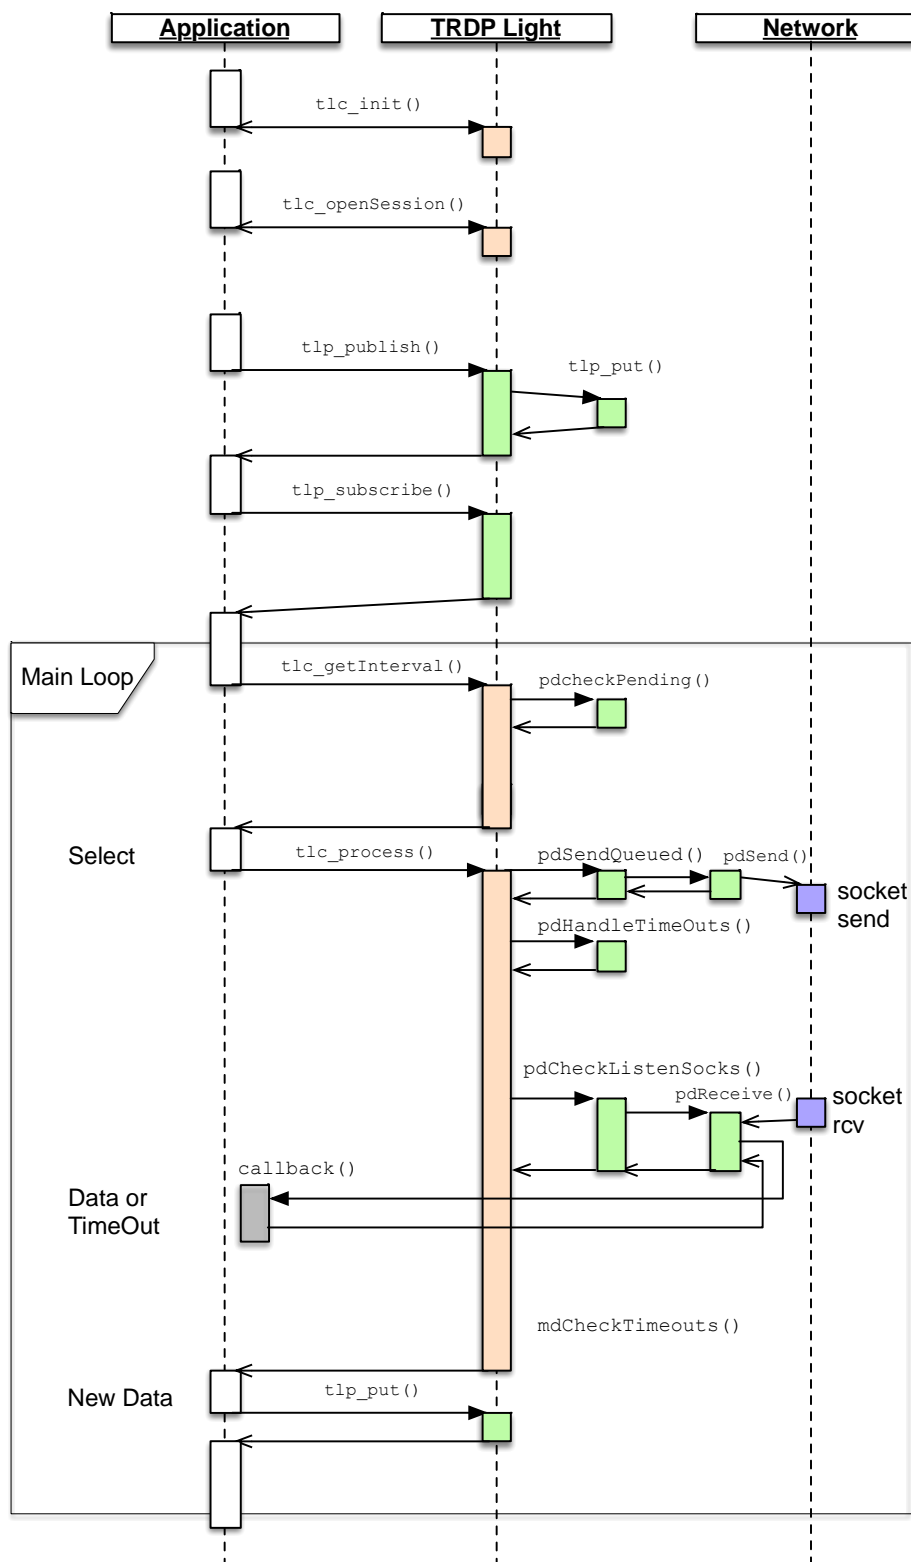 Application
TRDP Light
Network
tlc_init()
tlc_openSession()
tlp_publish()
tlp_put()
tlp_subscribe()
Main Loop
tlc_getInterval()
pdcheckPending()
Select
tlc_process()
pdSendQueued()
pdSend()
socket
send
pdHandleTimeOuts()
pdCheckListenSocks()
pdReceive()
socket
rcv
callback()
Data or
TimeOut
mdCheckTimeouts()
New Data
tlp_put()